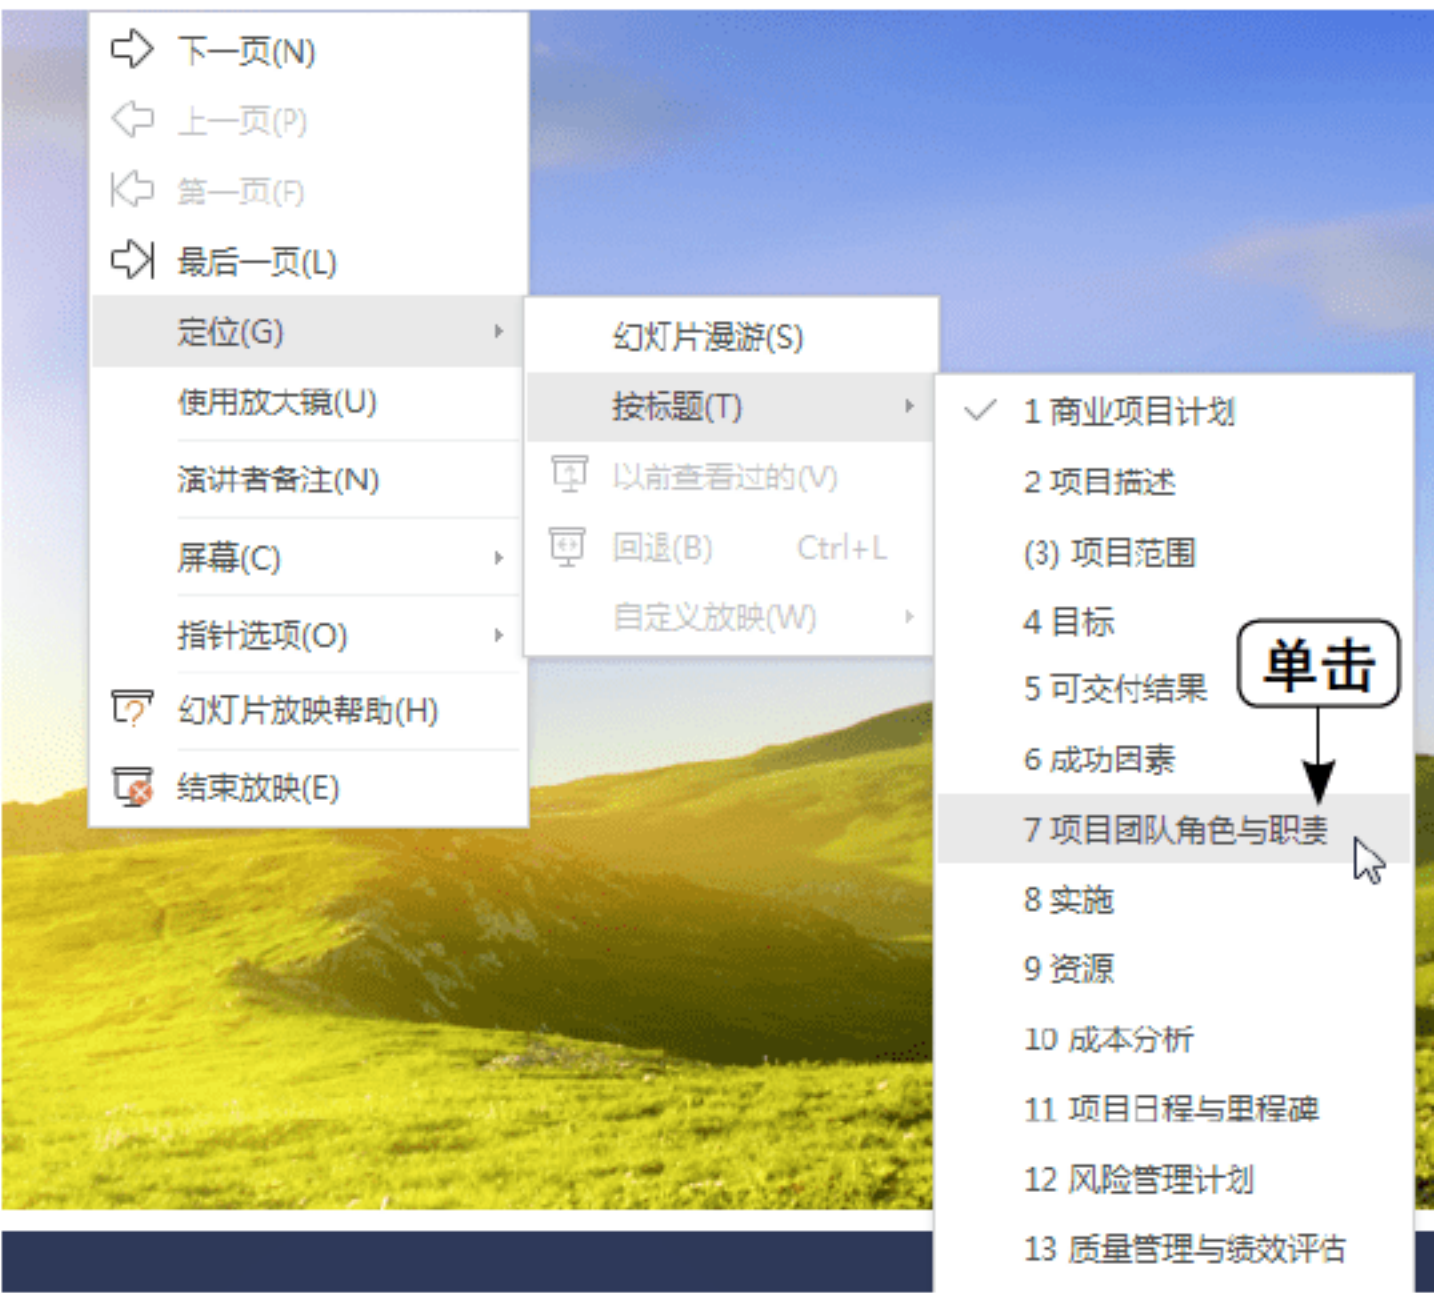 下一页(N)
上一页(P)
第一页(F)
最后一页(L)
定位(G)
使用放大镜(U)
演讲者备注(N)
屏幕(C)
指针选项(O)
幻灯片放映帮助(H)
结束放映(E)
幻灯片漫游(S)
按标题(T)
以前查看过的(V)
回退(B) Ctrl+L
自定义放映(W)
1 商业项目计划
2 项目描述
(3) 项目范围
4 目标
5 可交付结果
6 成功因素
单击
7 项目团队角色与职责
8 实施
9 资源
10 成本分析
11 项目日程与里程碑
12 风险管理计划
13 质量管理与绩效评估